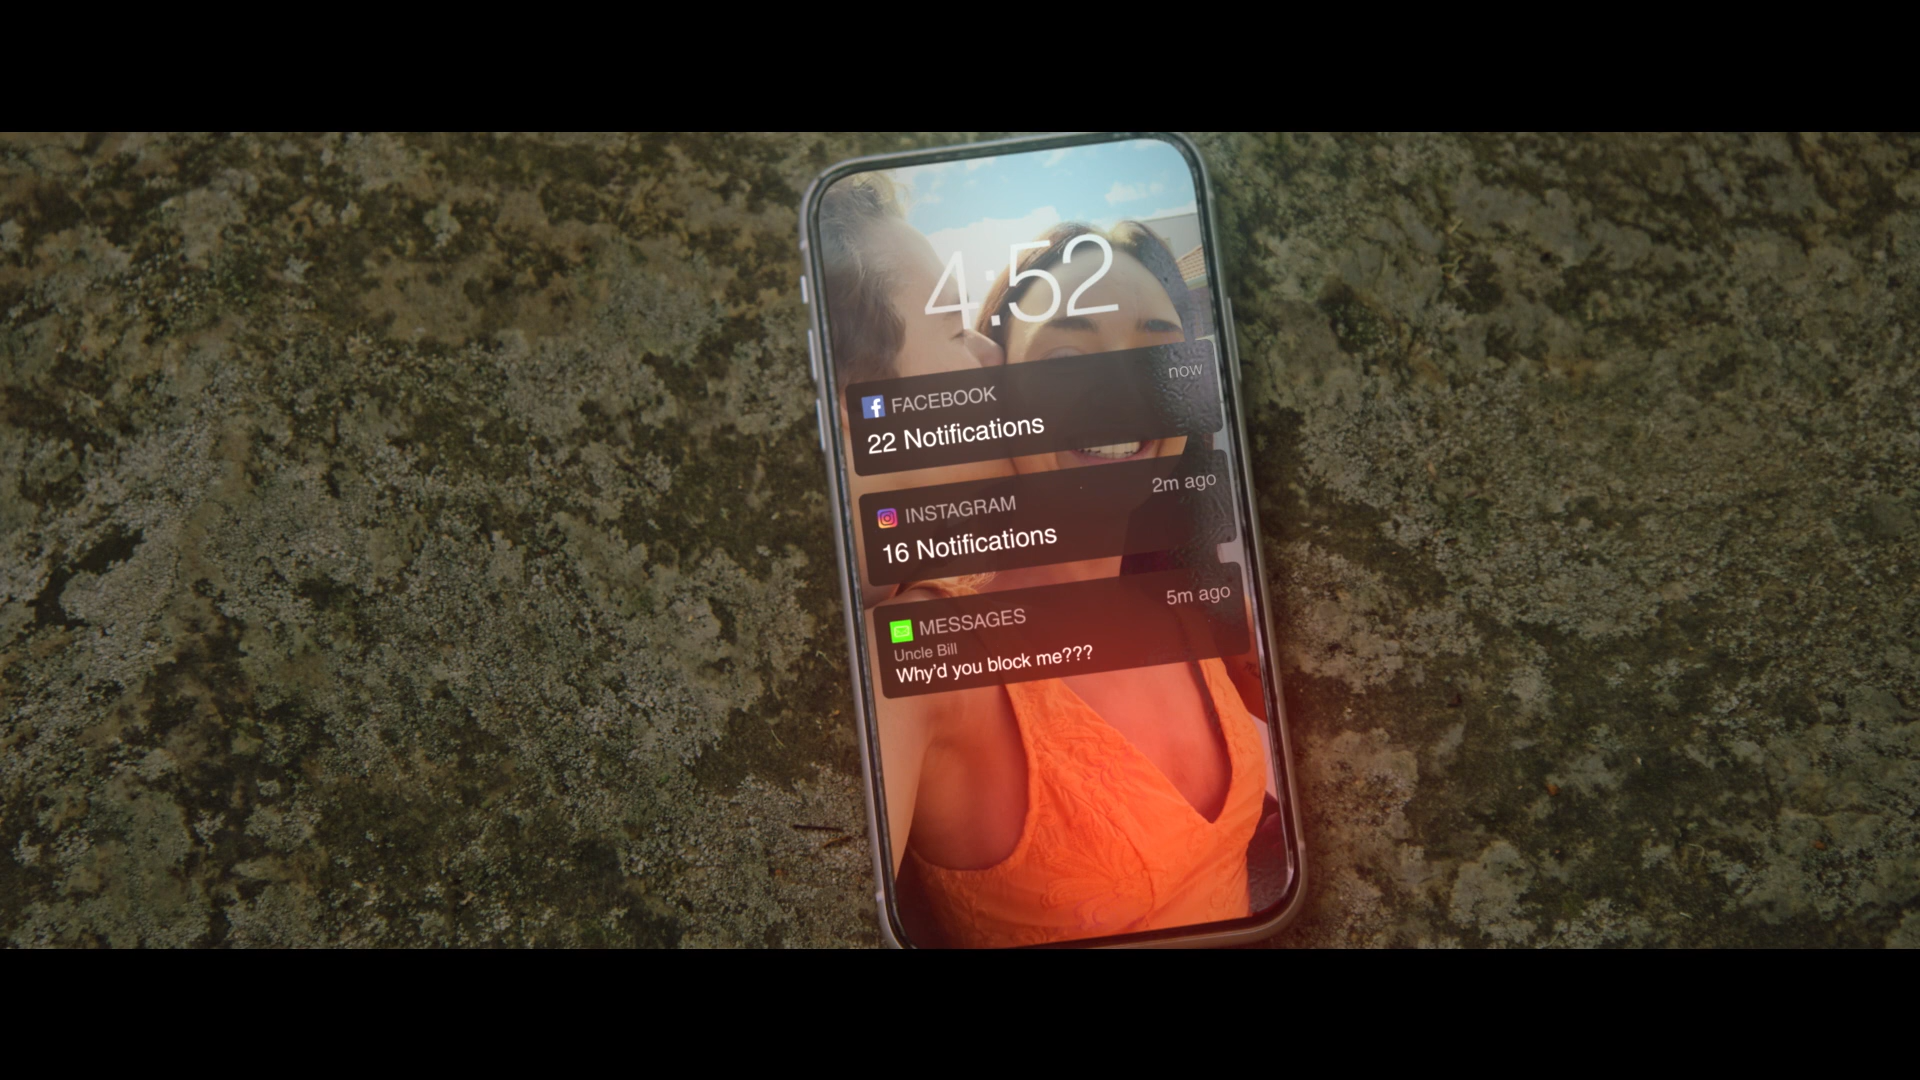 4:52
FACEBOOK now
22 Notifications
INSTAGRAM 2m ago
16 Notifications
MESSAGES 5m ago
Uncle Bill
Why'd you block me???